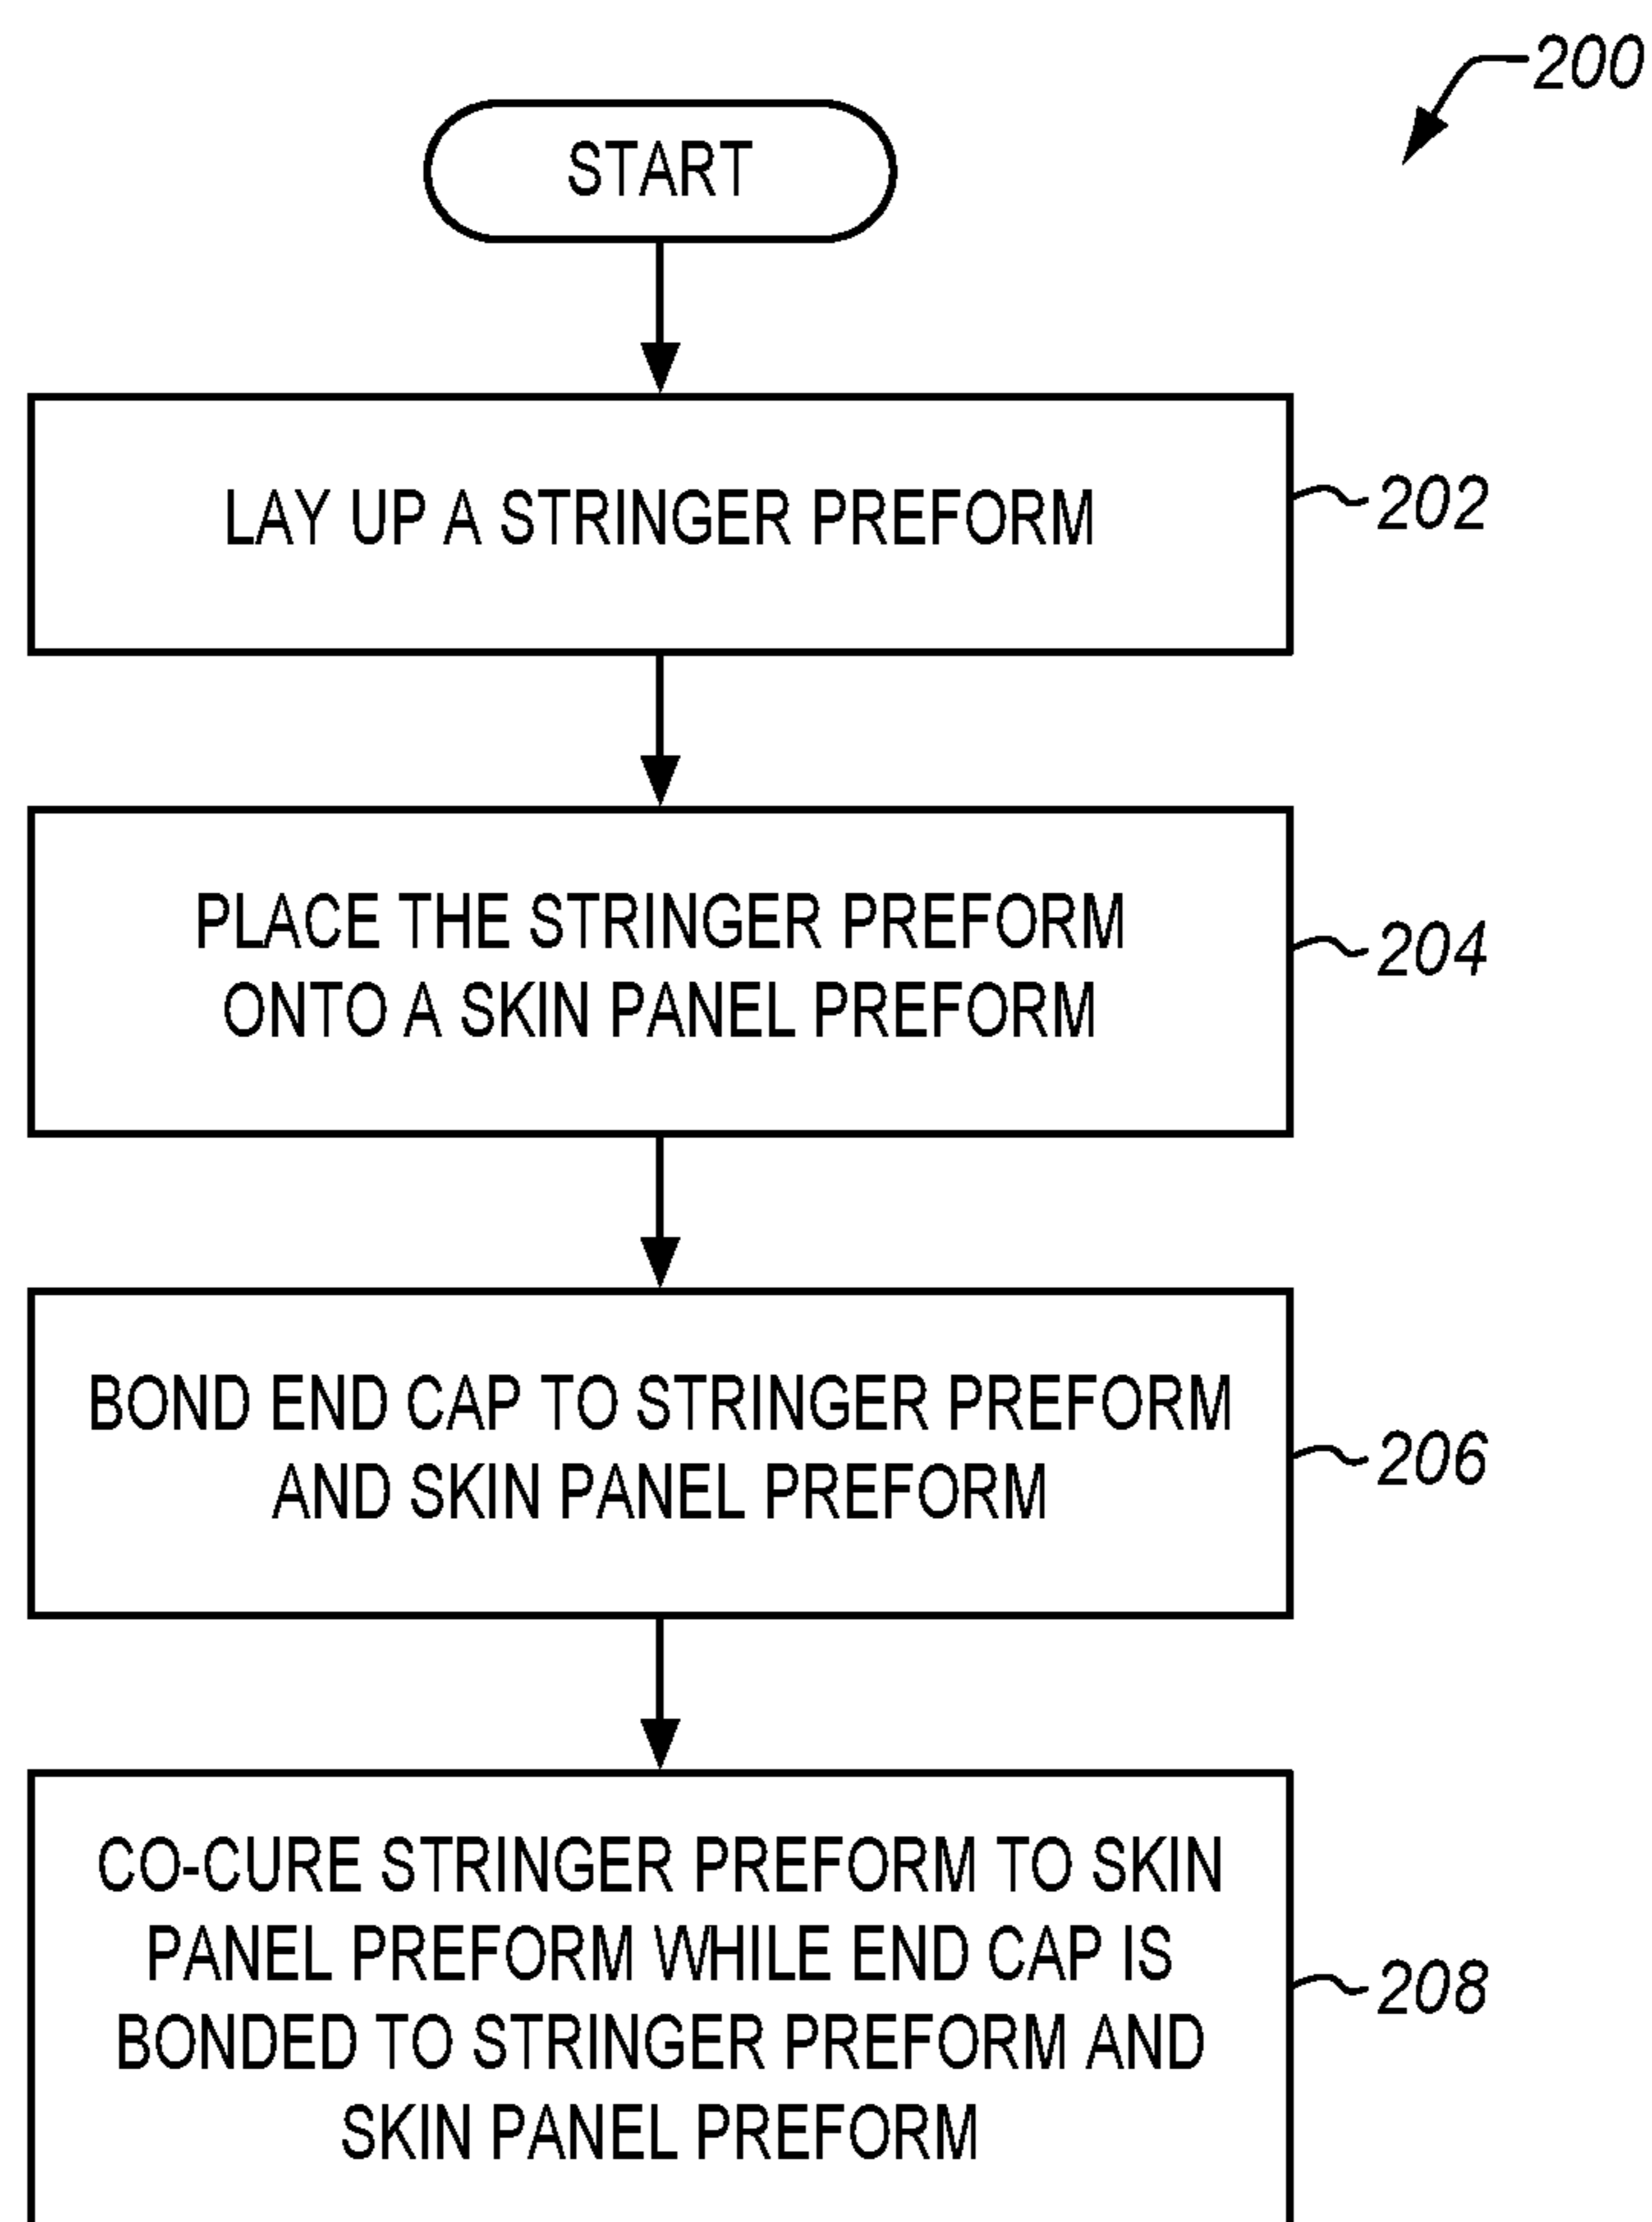 200
START
LAY UP A STRINGER PREFORM
202
PLACE THE STRINGER PREFORM
ONTO A SKIN PANEL PREFORM
204
BOND END CAP TO STRINGER PREFORM
AND SKIN PANEL PREFORM
206
CO-CURE STRINGER PREFORM TO SKIN
PANEL PREFORM WHILE END CAP IS
BONDED TO STRINGER PREFORM AND
SKIN PANEL PREFORM
208